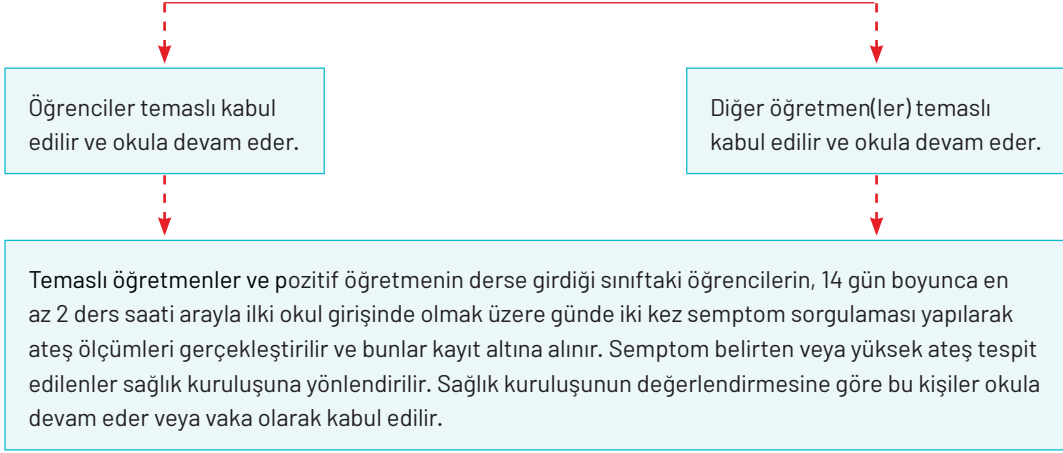 Öğrenciler temaslı kabul
edilir ve okula devam eder.
Diğer öğretmen(ler) temaslı
kabul edilir ve okula devam eder.
Temaslı öğretmenler ve pozitif öğretmenin derse girdiği sınıftaki öğrencilerin, 14 gün boyunca en
az 2 ders saati arayla ilki okul girişinde olmak üzere günde iki kez semptom sorgulaması yapılarak
ateş ölçümleri gerçekleştirilir ve bunlar kayıt altına alınır. Semptom belirten veya yüksek ateş tespit
edilenler sağlık kuruluşuna yönlendirilir. Sağlık kuruluşunun değerlendirmesine göre bu kişiler okula
devam eder veya vaka olarak kabul edilir.